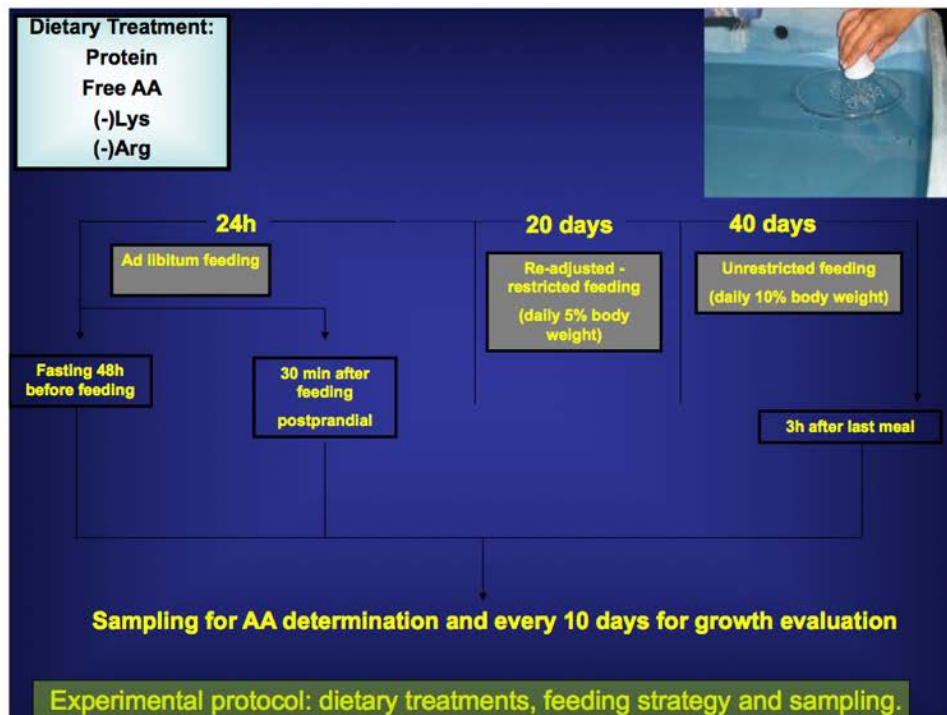 Dietary Treatment:
Protein
Free AA
(-)Lys
(-)Arg
24h
20 days
40 days
Ad libitum feeding
Re-adjusted -
restricted feeding
(daily 5% body
weight)
Unrestricted feeding
(daily 10% body weight)
Fasting 48h
before feeding
30 min after
feeding
postprandial
3h after last meal
Sampling for AA determination and every 10 days for growth evaluation
Experimental protocol: dietary treatments, feeding strategy and sampling.